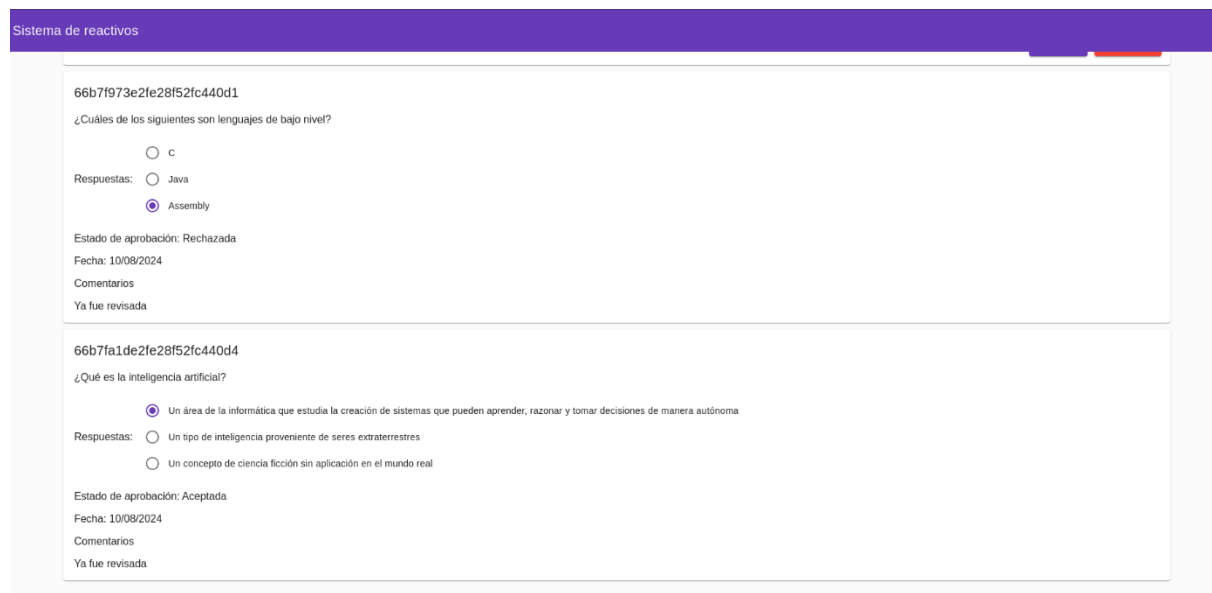 Sistema de reactivos
66b7f973e2fe28f52fc440d1
¿Cuáles de los siguientes son lenguajes de bajo nivel?
C
Respuestas: Java
Assembly
Estado de aprobación: Rechazada
Fecha: 10/08/2024
Comentarios
Ya fue revisada
66b7fa1de2fe28f52fc440d4
¿Qué es la inteligencia artificial?
Un área de la informática que estudia la creación de sistemas que pueden aprender, razonar y tomar decisiones de manera autónoma
Respuestas: Un tipo de inteligencia proveniente de seres extraterrestres
Un concepto de ciencia ficción sin aplicación en el mundo real
Estado de aprobación: Aceptada
Fecha: 10/08/2024
Comentarios
Ya fue revisada